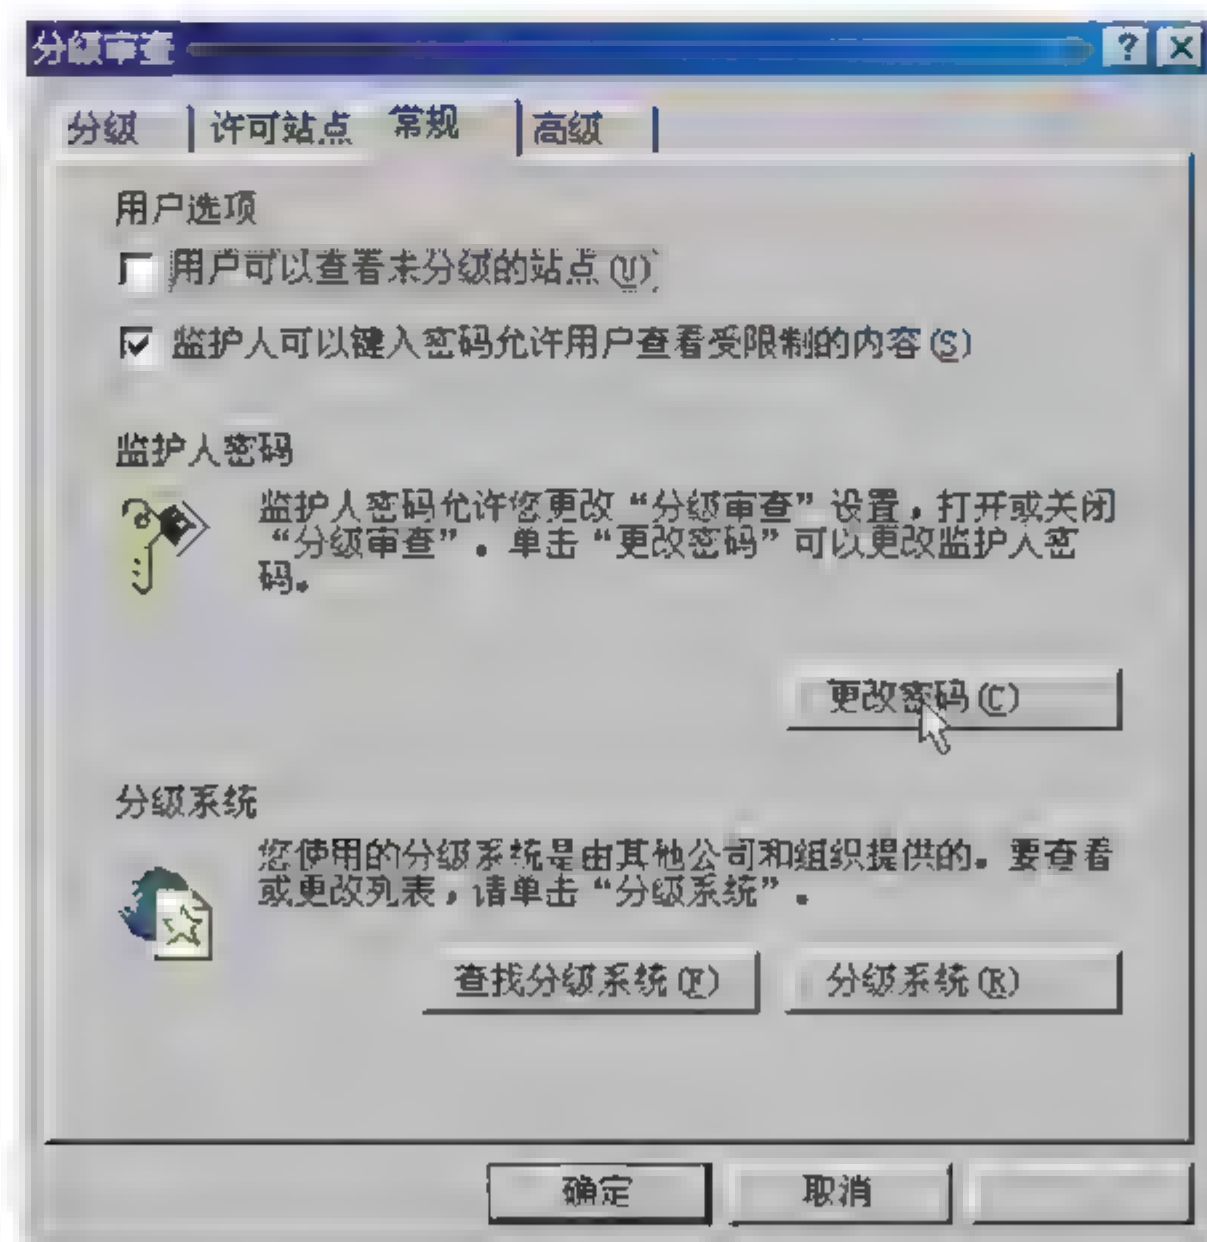 分级审查
分级 许可站点 常规 高级
用户选项
用户可以查看未分级的站点(U)
监护人可以键入密码允许用户查看受限制的内容(S)
监护人密码
监护人密码允许您更改“分级审查”设置，打开或关闭
“分级审查”。单击“更改密码”可以更改监护人密
码。
更改密码(C)
分级系统
您使用的分级系统是由其他公司和组织提供的。要查看
或更改列表，请单击“分级系统”。
查找分级系统(F) 分级系统(R)
确定 取消